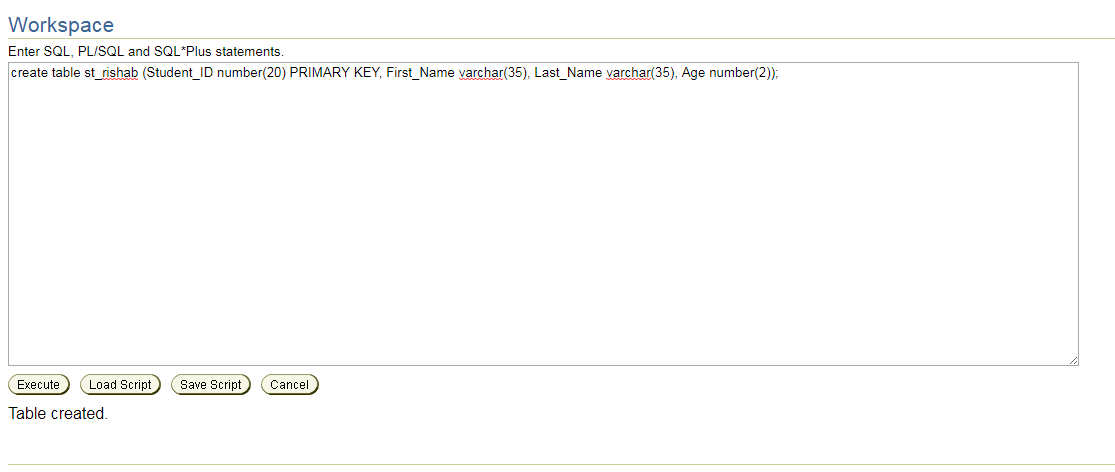 Workspace
Enter SQL, PL/SQL and SQL*Plus statements.
create table st_rishab (Student_ID number(20) PRIMARY KEY, First_Name varchar(35), Last_Name varchar(35), Age number(2));
Execute Load Script Save Script Cancel
Table created.